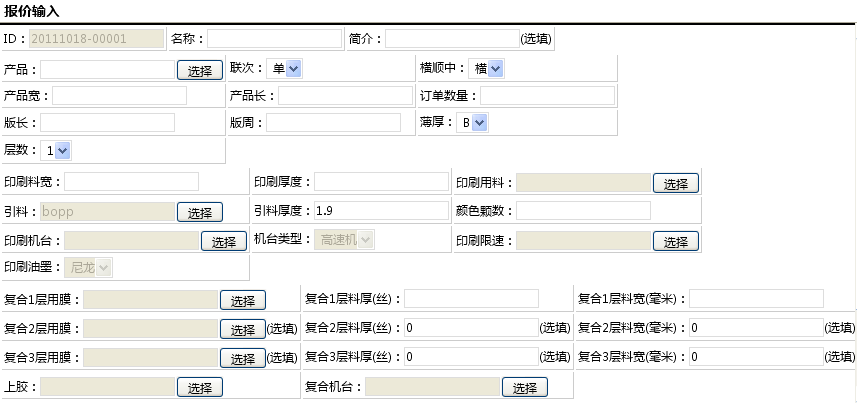 报价输入
ID：20111018-00001 名称： 简介： (选填)
产品： 选择 联次：单 横顺中：横
产品宽： 产品长： 订单数量：
版长： 版周： 薄厚：B
层数：1
印刷料宽： 印刷厚度： 印刷用料： 选择
引料：bopp 选择 引料厚度：1.9 颜色颗数：
印刷机台： 选择 机台类型：高速机 印刷限速： 选择
印刷油墨：尼龙
复合1层用膜： 选择 复合1层料厚(丝)： 复合1层料宽(毫米)：
复合2层用膜： 选择 (选填) 复合2层料厚(丝)：0 (选填) 复合2层料宽(毫米)：0 (选填)
复合3层用膜： 选择 (选填) 复合3层料厚(丝)：0 (选填) 复合3层料宽(毫米)：0 (选填)
上胶： 选择 复合机台： 选择